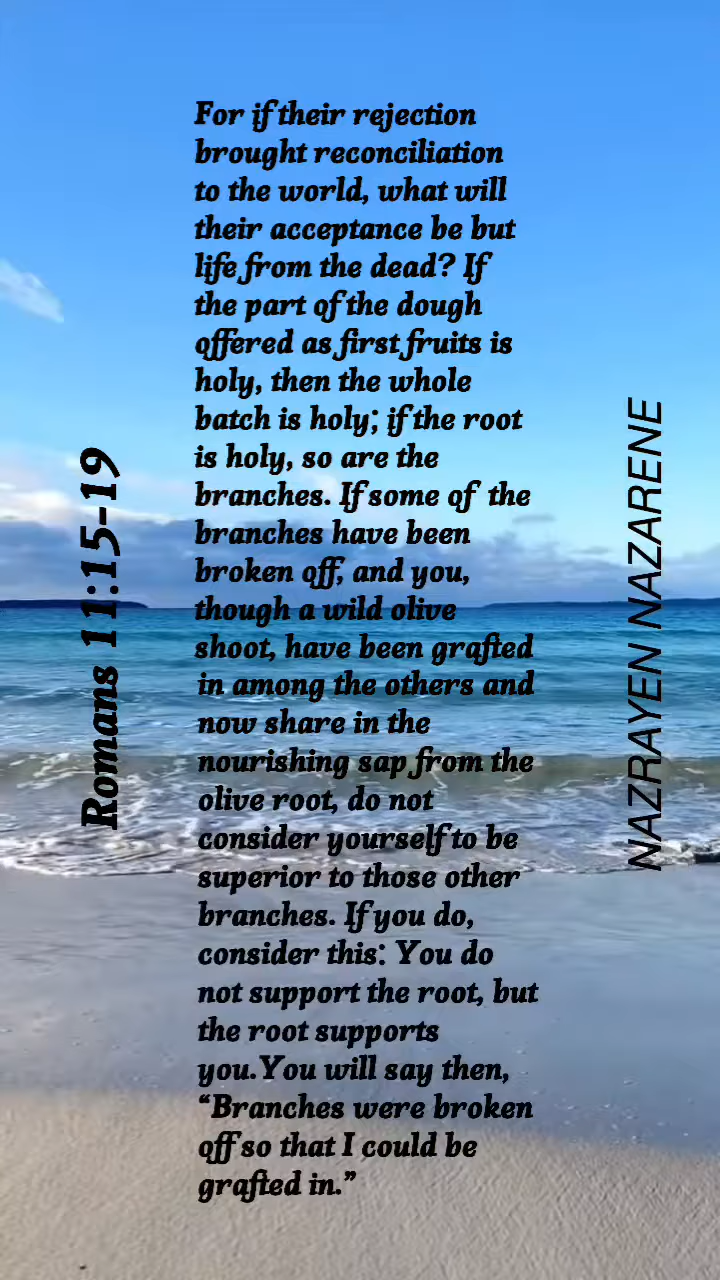 For if their rejection
brought reconciliation
to the world, what will
their acceptance be but
life from the dead? If
the part of the dough
offered as first fruits is
holy, then the whole
batch is holy; if the root
is holy, so are the
branches. If some of the
branches have been
broken off, and you,
though a wild olive
shoot, have been grafted
in among the others and
now share in the
nourishing sap from the
olive root, do not
consider yourself to be
superior to those other
branches. If you do,
consider this: You do
not support the root, but
the root supports
you.You will say then,
“Branches were broken
off so that I could be
grafted in.”
Romans 11:15-19
NAZRAYEN NAZARENE